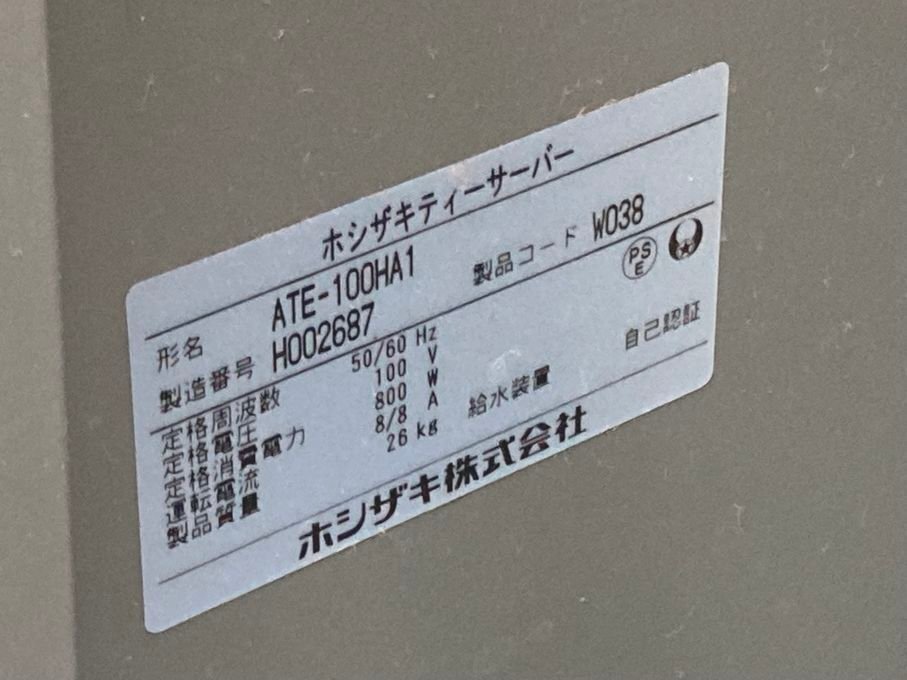 ホシザキティーサーバー
形名 ATE-100HA1 製品コード W038
製造番号 H002687
定格周波数 50/60 Hz
定格電圧 100 V
定格消費電力 800 W
運転電流 8/8 A
製品質量 26 kg
PS
E
給水装置 自己認証
ホシザキ株式会社